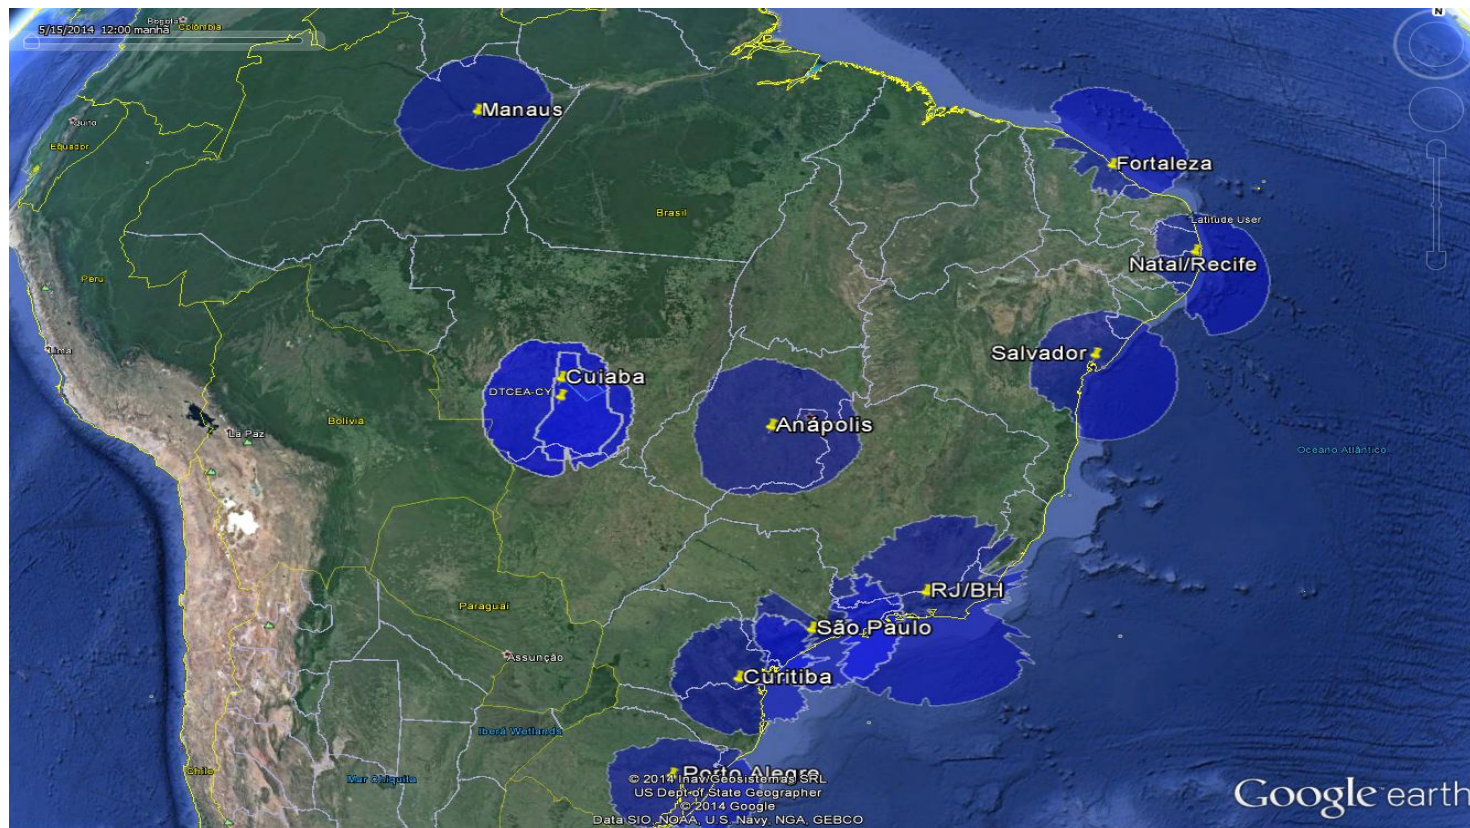 Bogotá
Colômbia
5/15/2014 12:00 manhã
N
Manaus
Quito
Equador
Fortaleza
Brasil
Latitude User
Natal/Recife
Peru
Lima
Salvador
Cuiaba
DTCEA-CY
Bolívia
La Paz
Anápolis
Oceano Atlântico
RJ/BH
Paraguai
São Paulo
Assunção
Curitiba
Iberá Wetlands
Chile
Mar Chiquita
Porto Alegre
© 2014 Inav/Geosistemas SRL
US Dept of State Geographer
© 2014 Google
Data SIO, NOAA, U.S. Navy, NGA, GEBCO
Google earth